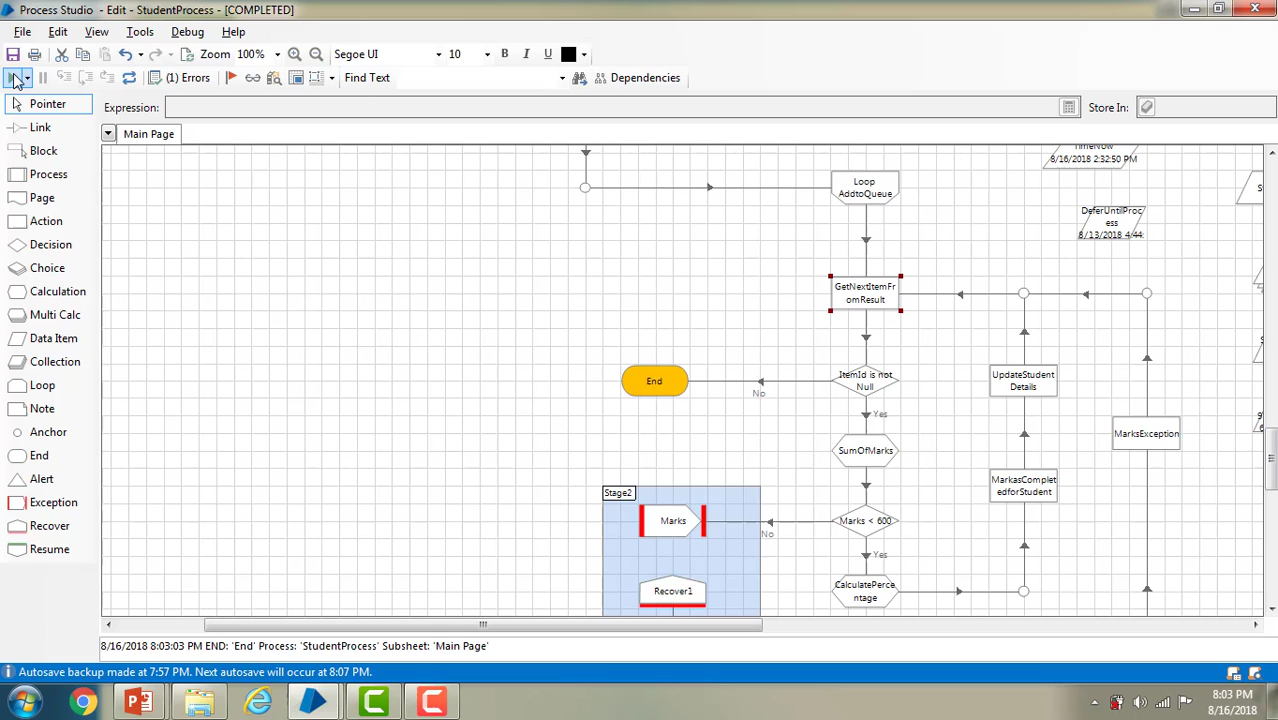 Process Studio - Edit - StudentProcess - [COMPLETED]
File Edit View Tools Debug Help
Zoom 100% Segoe UI 10 B I U
(1) Errors Find Text Dependencies
Pointer
Link
Block
Process
Page
Action
Decision
Choice
Calculation
Multi Calc
Data Item
Collection
Loop
Note
Anchor
End
Alert
Exception
Recover
Resume
Expression: Store In:
Main Page
TimeNow
8/16/2018 2:32:50 PM
Loop
AddtoQueue
DeferUntilProc
ess
8/13/2018 4:44:
GetNextItemFr
omResult
End
No
ItemId is not
Null
Yes
UpdateStudent
Details
SumOfMarks
MarksException
MarkasComple
tedforStudent
Stage2
Marks
No
Marks < 600
Yes
Recover1
CalculatePerce
ntage
8/16/2018 8:03:03 PM END: 'End' Process: 'StudentProcess' Subsheet: 'Main Page'
Autosave backup made at 7:57 PM. Next autosave will occur at 8:07 PM.
8:03 PM
8/16/2018